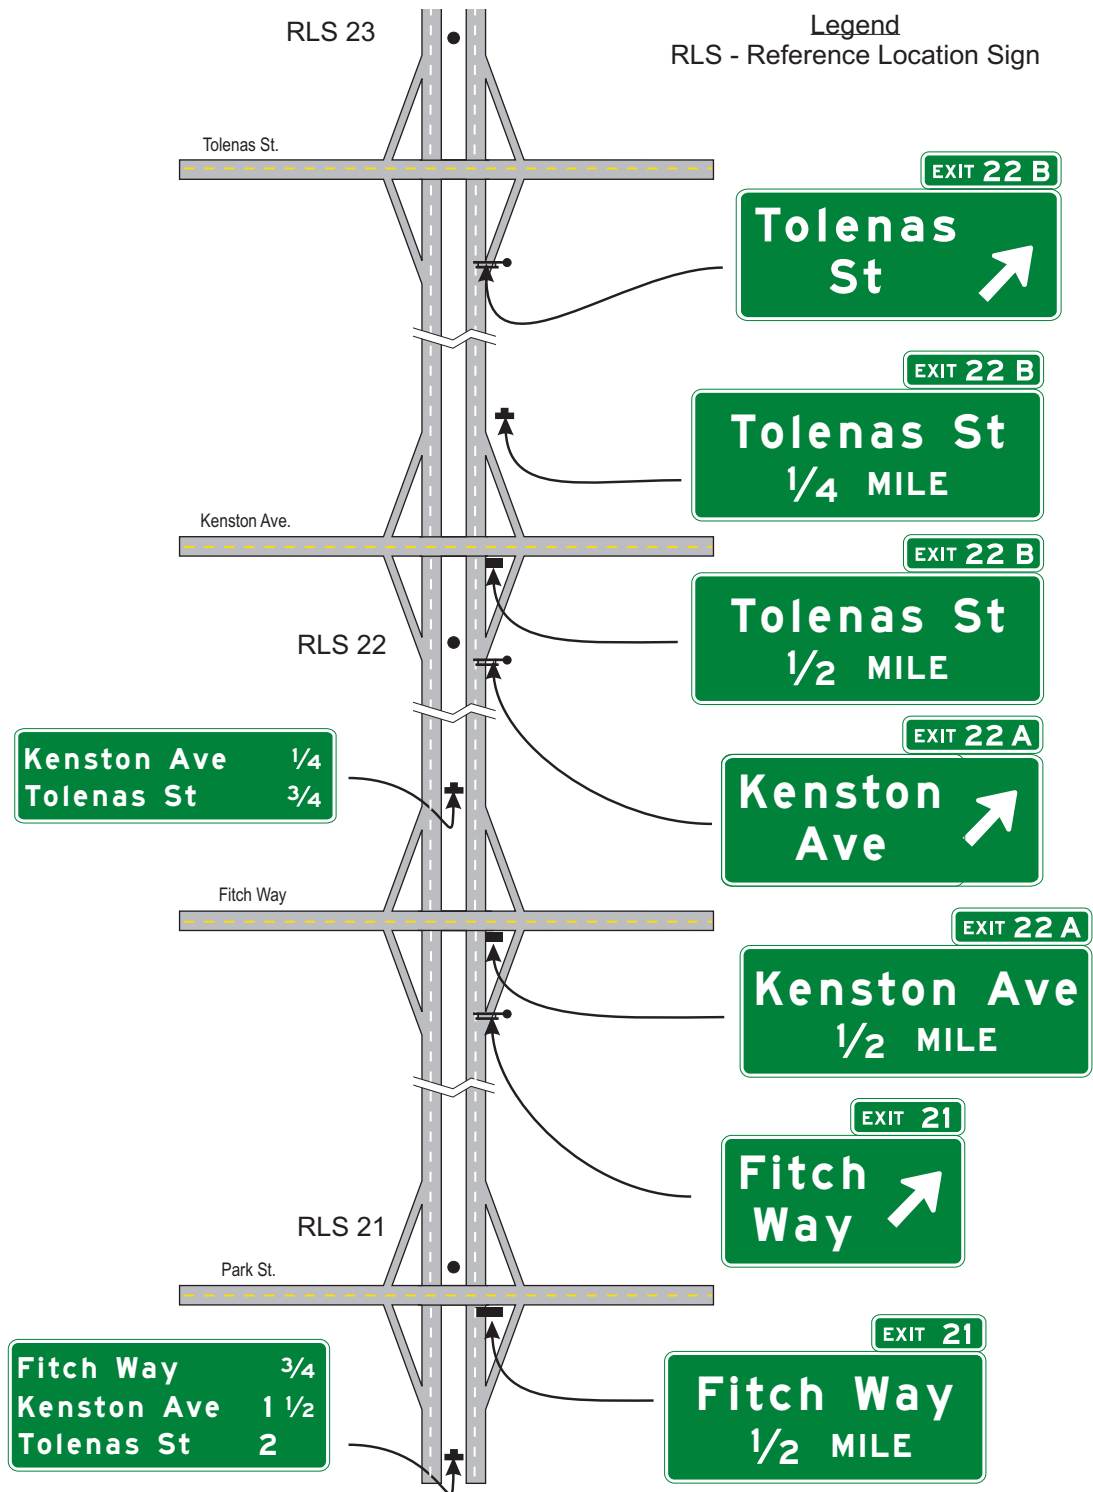 RLS 23
Legend
RLS - Reference Location Sign
Tolenas St.
EXIT 22 B
Tolenas
St
EXIT 22 B
Tolenas St
1/4 MILE
Kenston Ave.
EXIT 22 B
Tolenas St
1/2 MILE
RLS 22
EXIT 22 A
Kenston
Ave
Kenston Ave 1/4
Tolenas St 3/4
Fitch Way
EXIT 22 A
Kenston Ave
1/2 MILE
EXIT 21
Fitch
Way
RLS 21
Park St.
EXIT 21
Fitch Way
1/2 MILE
Fitch Way 3/4
Kenston Ave 1 1/2
Tolenas St 2